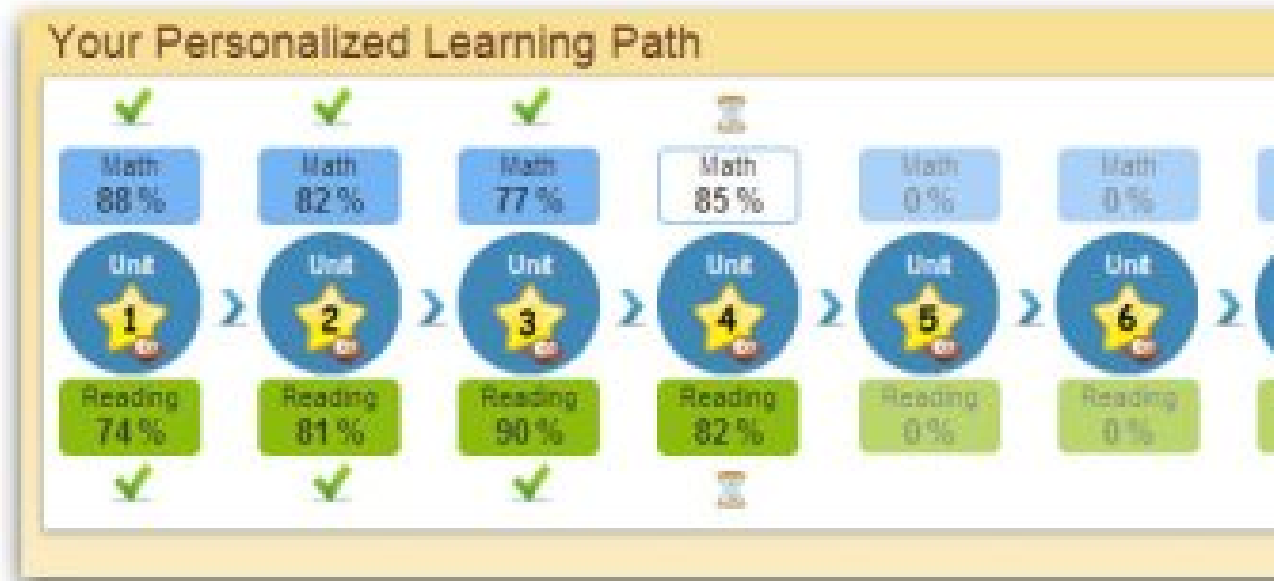 Your Personalized Learning Path
Math Math Math Math Math Math
88 % 82 % 77 % 85 % 0 % 0 %
Unit Unit Unit Unit Unit Unit
1 2 3 4 5 6
Reading Reading Reading Reading Reading Reading
74 % 81 % 90 % 82 % 0 % 0 %